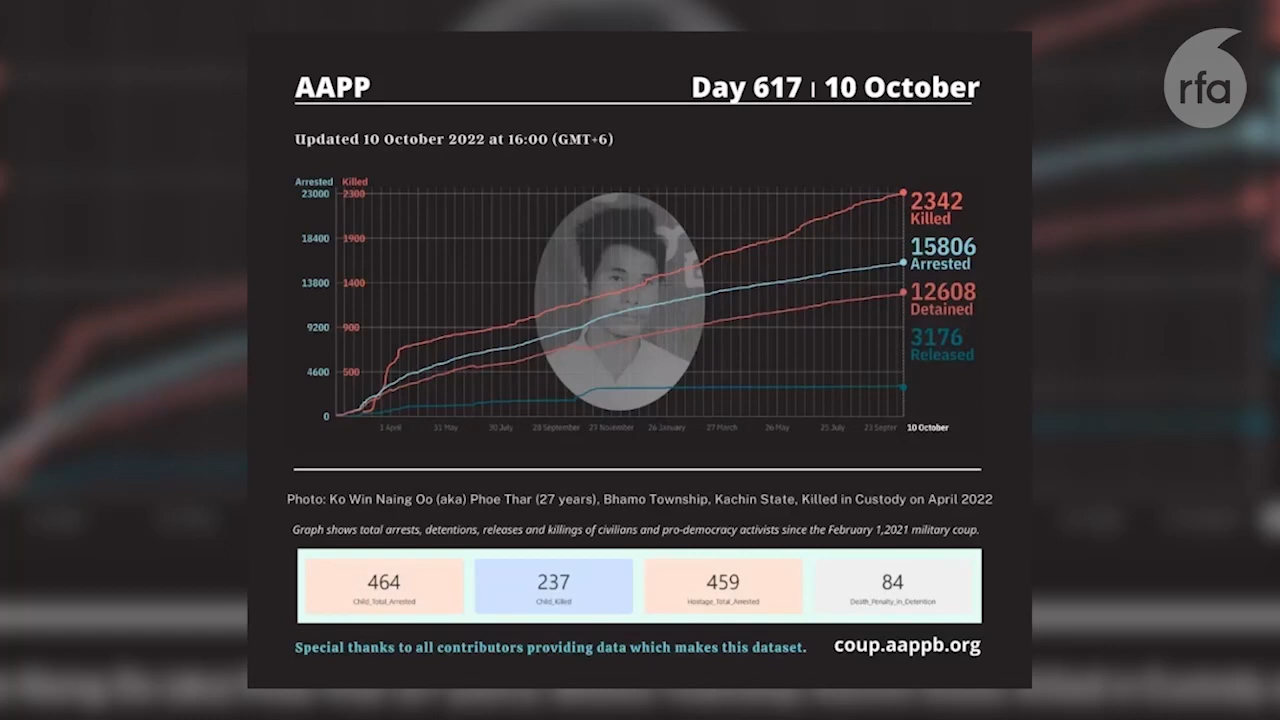 rfa
AAPP
Day 617 | 10 October
Updated 10 October 2022 at 16:00 (GMT+6)
Arrested Killed
23000 2300
18400 1900
13800 1400
9200 900
4600 500
0
2342
Killed
15806
Arrested
12608
Detained
3176
Released
1 April 31 May 30 July 28 September 27 November 26 January 27 March 26 May 25 July 23 Septer 10 October
Photo: Ko Win Naing Oo (aka) Phoe Thar (27 years), Bhamo Township, Kachin State, Killed in Custody on April 2022
Graph shows total arrests, detentions, releases and killings of civilians and pro-democracy activists since the February 1,2021 military coup.
464 237 459 84
Child_Total_Arrested Child_Killed Hostage_Total_Arrested Death_Penalty_in_Detention
Special thanks to all contributors providing data which makes this dataset.
coup.aappb.org